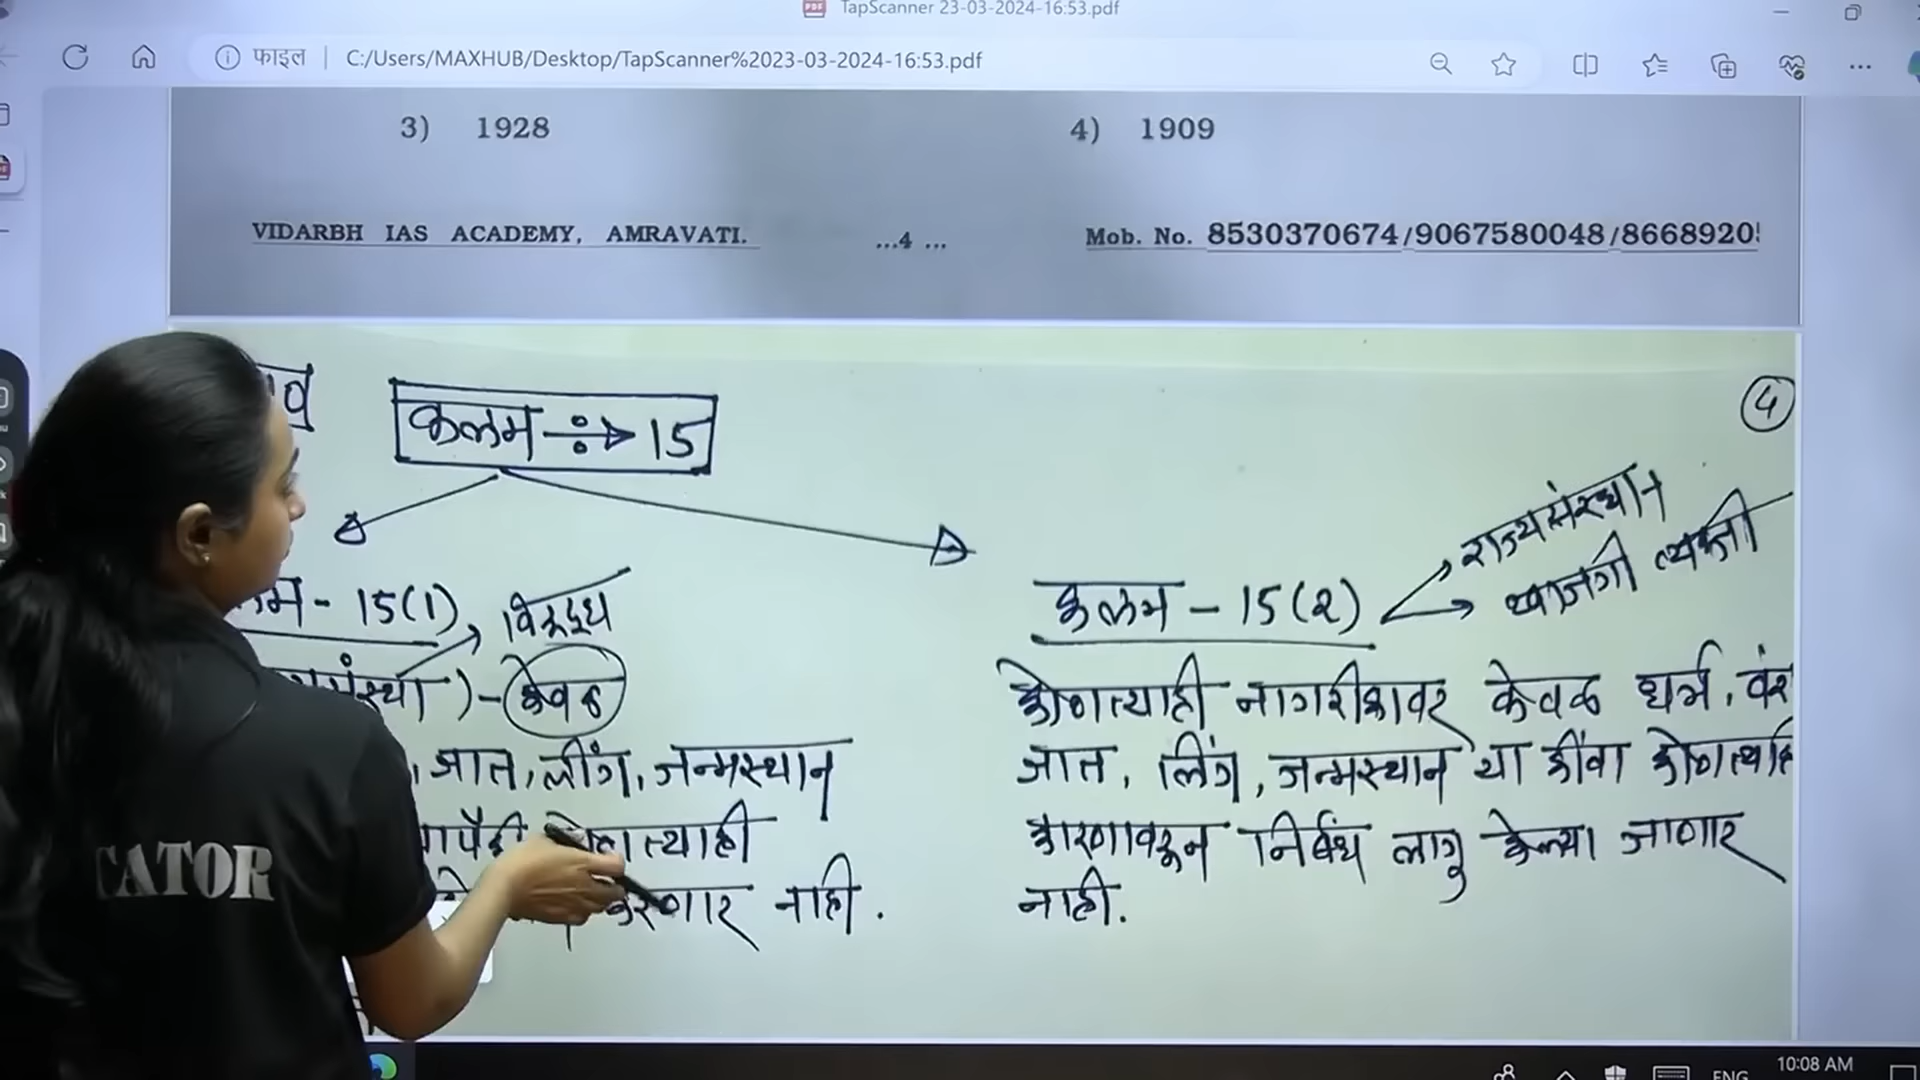 TapScanner 23-03-2024-16:53.pdf
फाइल | C:/Users/MAXHUB/Desktop/TapScanner%2023-03-2024-16:53.pdf
3) 1928 4) 1909
VIDARBH IAS ACADEMY, AMRAVATI. ...4 ... Mob. No. 8530370674/9067580048/8668920
4
कलम ÷→ 15
राज्यसंस्था
खाजगी व्यक्ती
15(1) विरूद्ध
कलम - 15(2)
)-केवळ
कोणत्याही नागरीकावर केवळ धर्म, वंश
, जात, लींग, जन्मस्थान
जात, लिंग, जन्मस्थान या कींवा कोणत्याहि
कारणावरून निर्बंध लागु केल्या जाणार
करणार नाही.
नाही.
CATOR
ENG 10:08 AM